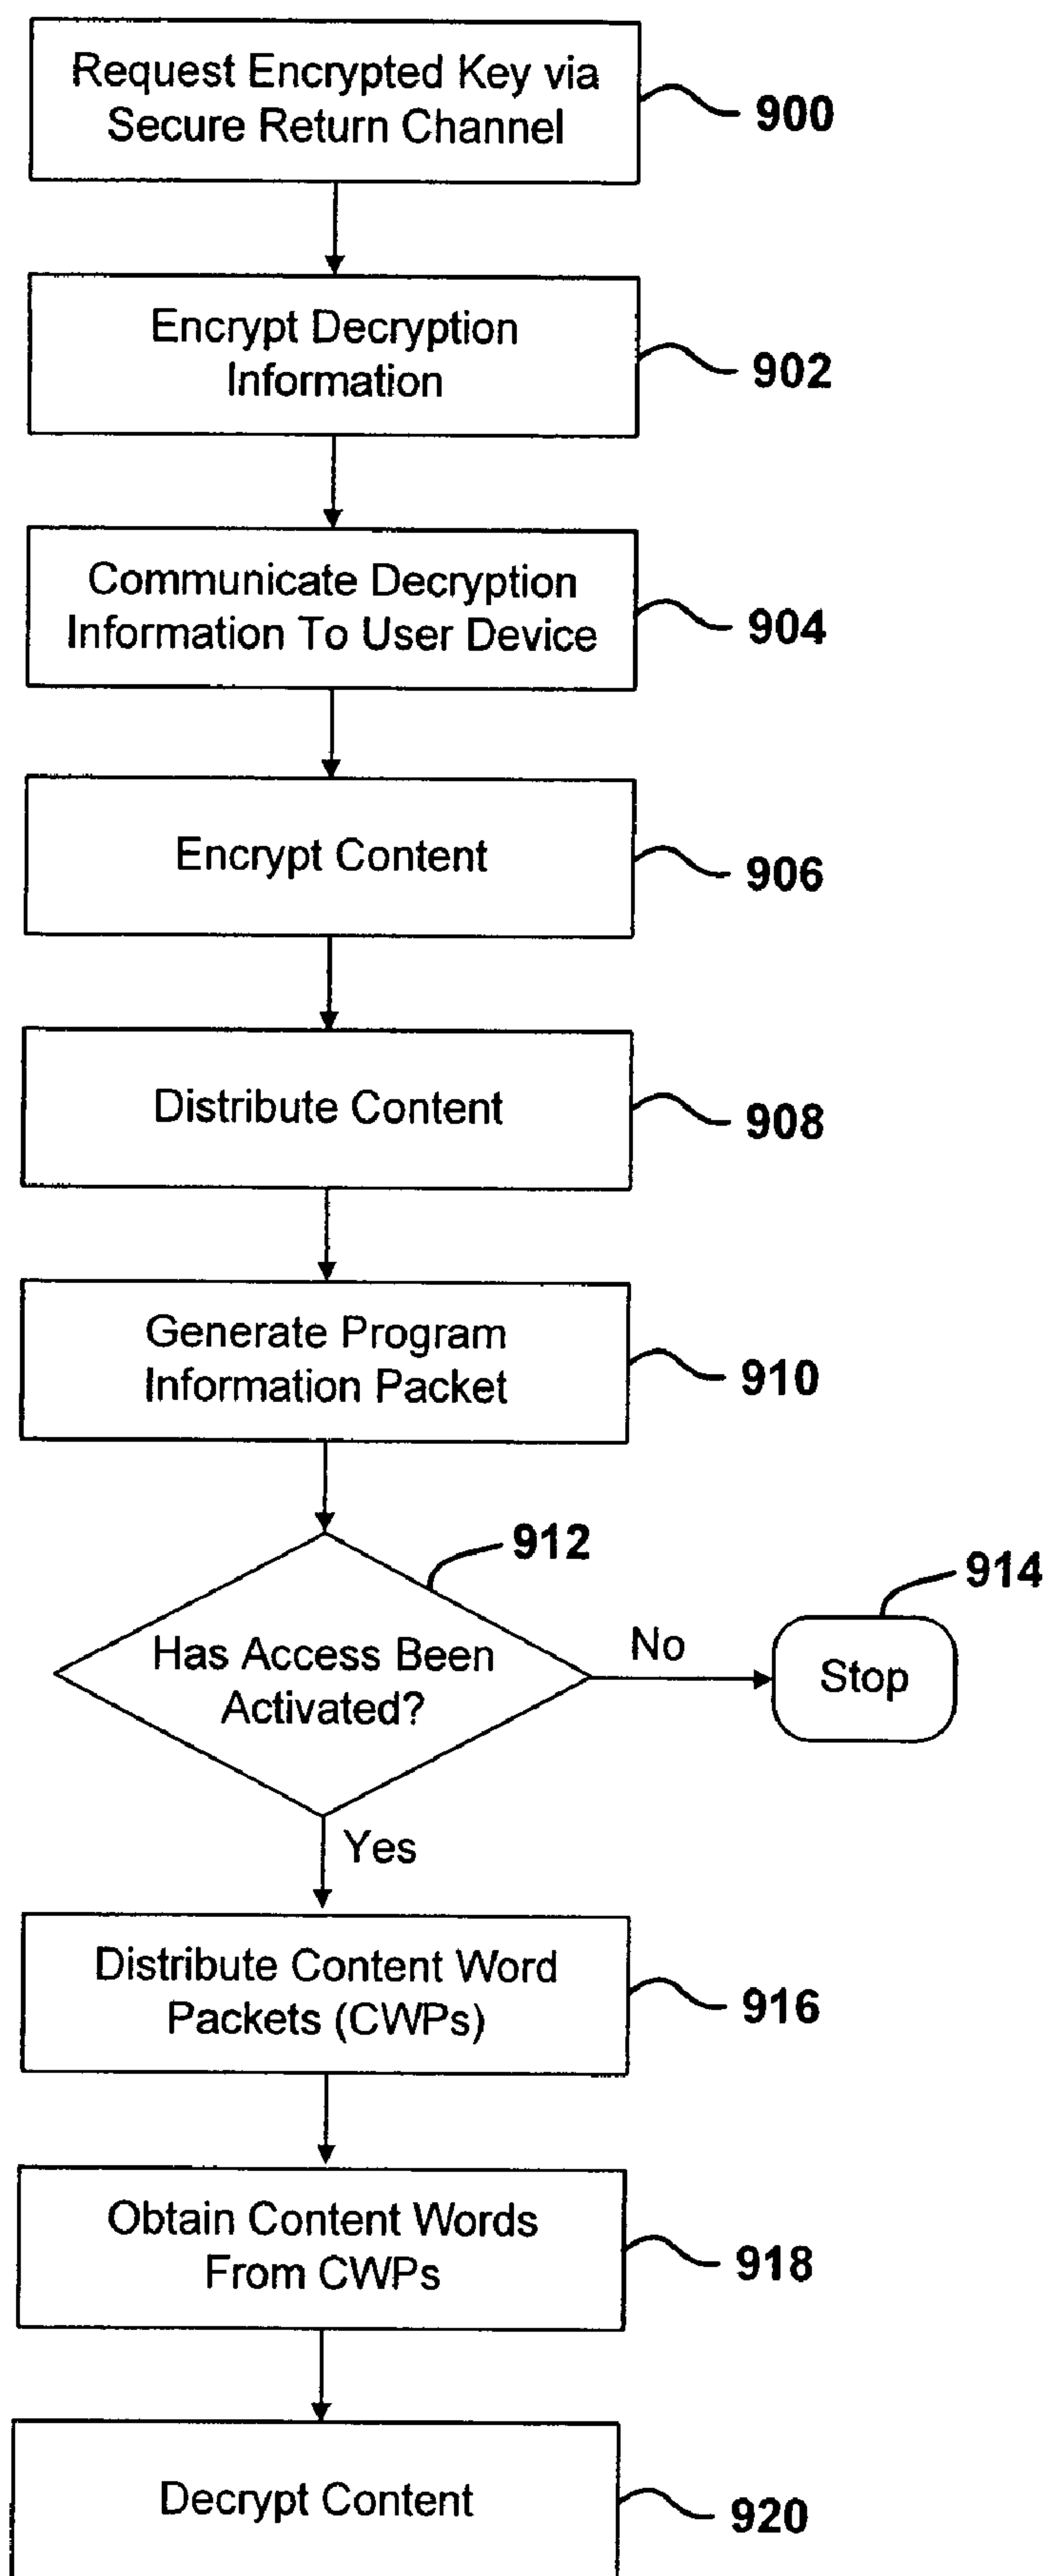 Request Encrypted Key via
Secure Return Channel
900
Encrypt Decryption
Information
902
Communicate Decryption
Information To User Device
904
Encrypt Content
906
Distribute Content
908
Generate Program
Information Packet
910
912
914
Has Access Been
Activated?
No
Stop
Yes
Distribute Content Word
Packets (CWPs)
916
Obtain Content Words
From CWPs
918
Decrypt Content
920